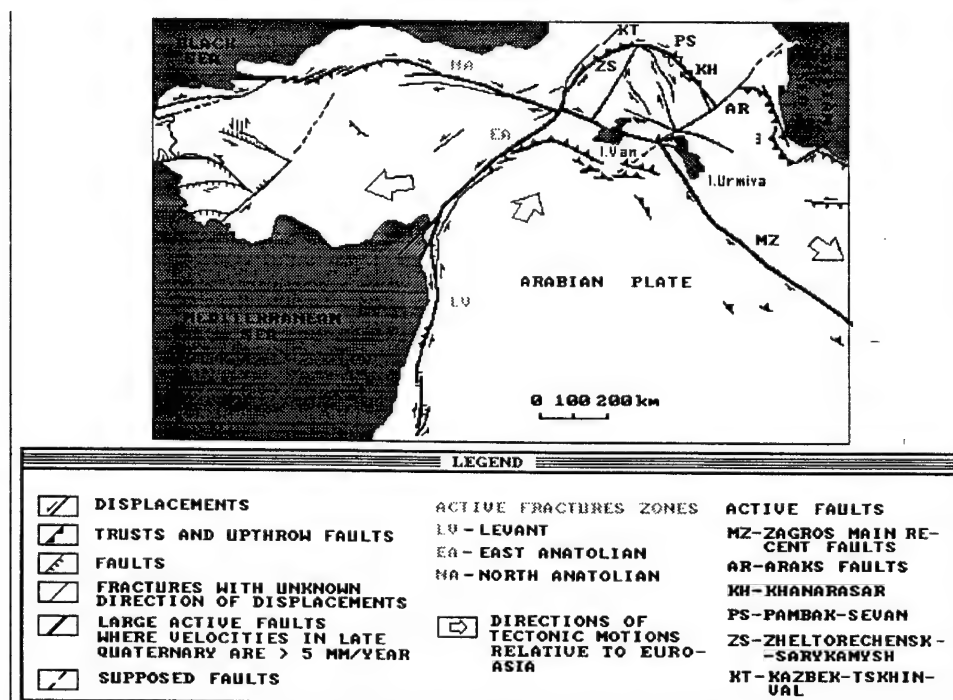 BLACK
SEA
KT
PS
NA
ZS
KH
AR
EA
l.Van
l.Urmiya
MZ
ARABIAN PLATE
LV
MEDITERRANEAN
SEA
0 100 200 km
LEGEND
DISPLACEMENTS
TRUSTS AND UPTHROW FAULTS
FAULTS
FRACTURES WITH UNKNOWN
DIRECTION OF DISPLACEMENTS
LARGE ACTIVE FAULTS
WHERE VELOCITIES IN LATE
QUATERNARY ARE > 5 MM/YEAR
SUPPOSED FAULTS
ACTIVE FRACTURES ZONES
LV - LEVANT
EA - EAST ANATOLIAN
NA - NORTH ANATOLIAN
DIRECTIONS OF
TECTONIC MOTIONS
RELATIVE TO EURO-
ASIA
ACTIVE FAULTS
MZ-ZAGROS MAIN RE-
CENT FAULTS
AR-ARAKS FAULTS
KH-KHANARASAR
PS-PAMBAK-SEVAN
ZS-ZHELTORECHENSK-
-SARYKAMYSH
KT-KAZBEK-TSKHIN-
VAL